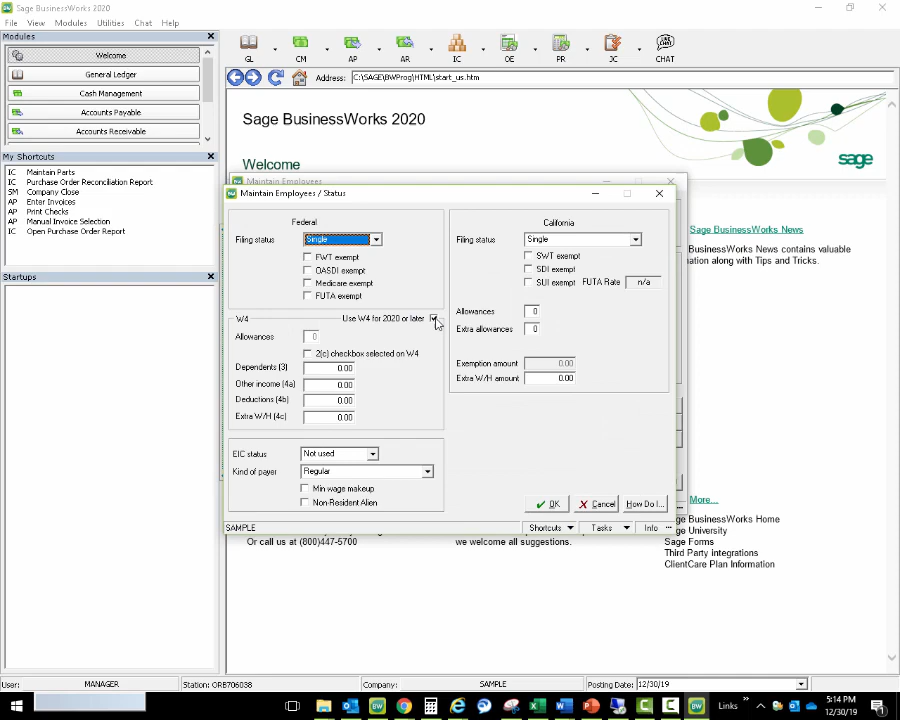 Sage BusinessWorks 2020
File View Modules Utilities Chat Help
Modules
Welcome
General Ledger
Cash Management
Accounts Payable
Accounts Receivable
My Shortcuts
IC Maintain Parts
IC Purchase Order Reconciliation Report
SM Company Close
AP Enter Invoices
AP Print Checks
AP Manual Invoice Selection
IC Open Purchase Order Report
Startups
GL CM AP AR IC OE PR JC CHAT
Address: C:\SAGE\BWProg\HTML\start_us.htm
Sage BusinessWorks 2020
sage
Welcome
Maintain Employees
Maintain Employees / Status
Federal
Filing status Single
FWT exempt
OASDI exempt
Medicare exempt
FUTA exempt
W4 Use W4 for 2020 or later
Allowances 0
2(c) checkbox selected on W4
Dependents (3) 0.00
Other income (4a) 0.00
Deductions (4b) 0.00
Extra W/H (4c) 0.00
EIC status Not used
Kind of payer Regular
Min wage makeup
Non-Resident Alien
California
Filing status Single
SWT exempt
SDI exempt
SUI exempt FUTA Rate n/a
Allowances 0
Extra allowances 0
Exemption amount 0.00
Extra W/H amount 0.00
OK Cancel How Do I...
SAMPLE Shortcuts Tasks Info
Sage BusinessWorks News
BusinessWorks News contains valuable
ation along with Tips and Tricks.
More...
ge BusinessWorks Home
ge University
Sage Forms
Third Party integrations
ClientCare Plan Information
Or call us at (800)447-5700
we welcome all suggestions.
User: MANAGER Station: ORB706038 Company: SAMPLE Posting Date: 12/30/19
Links
5:14 PM
12/30/19